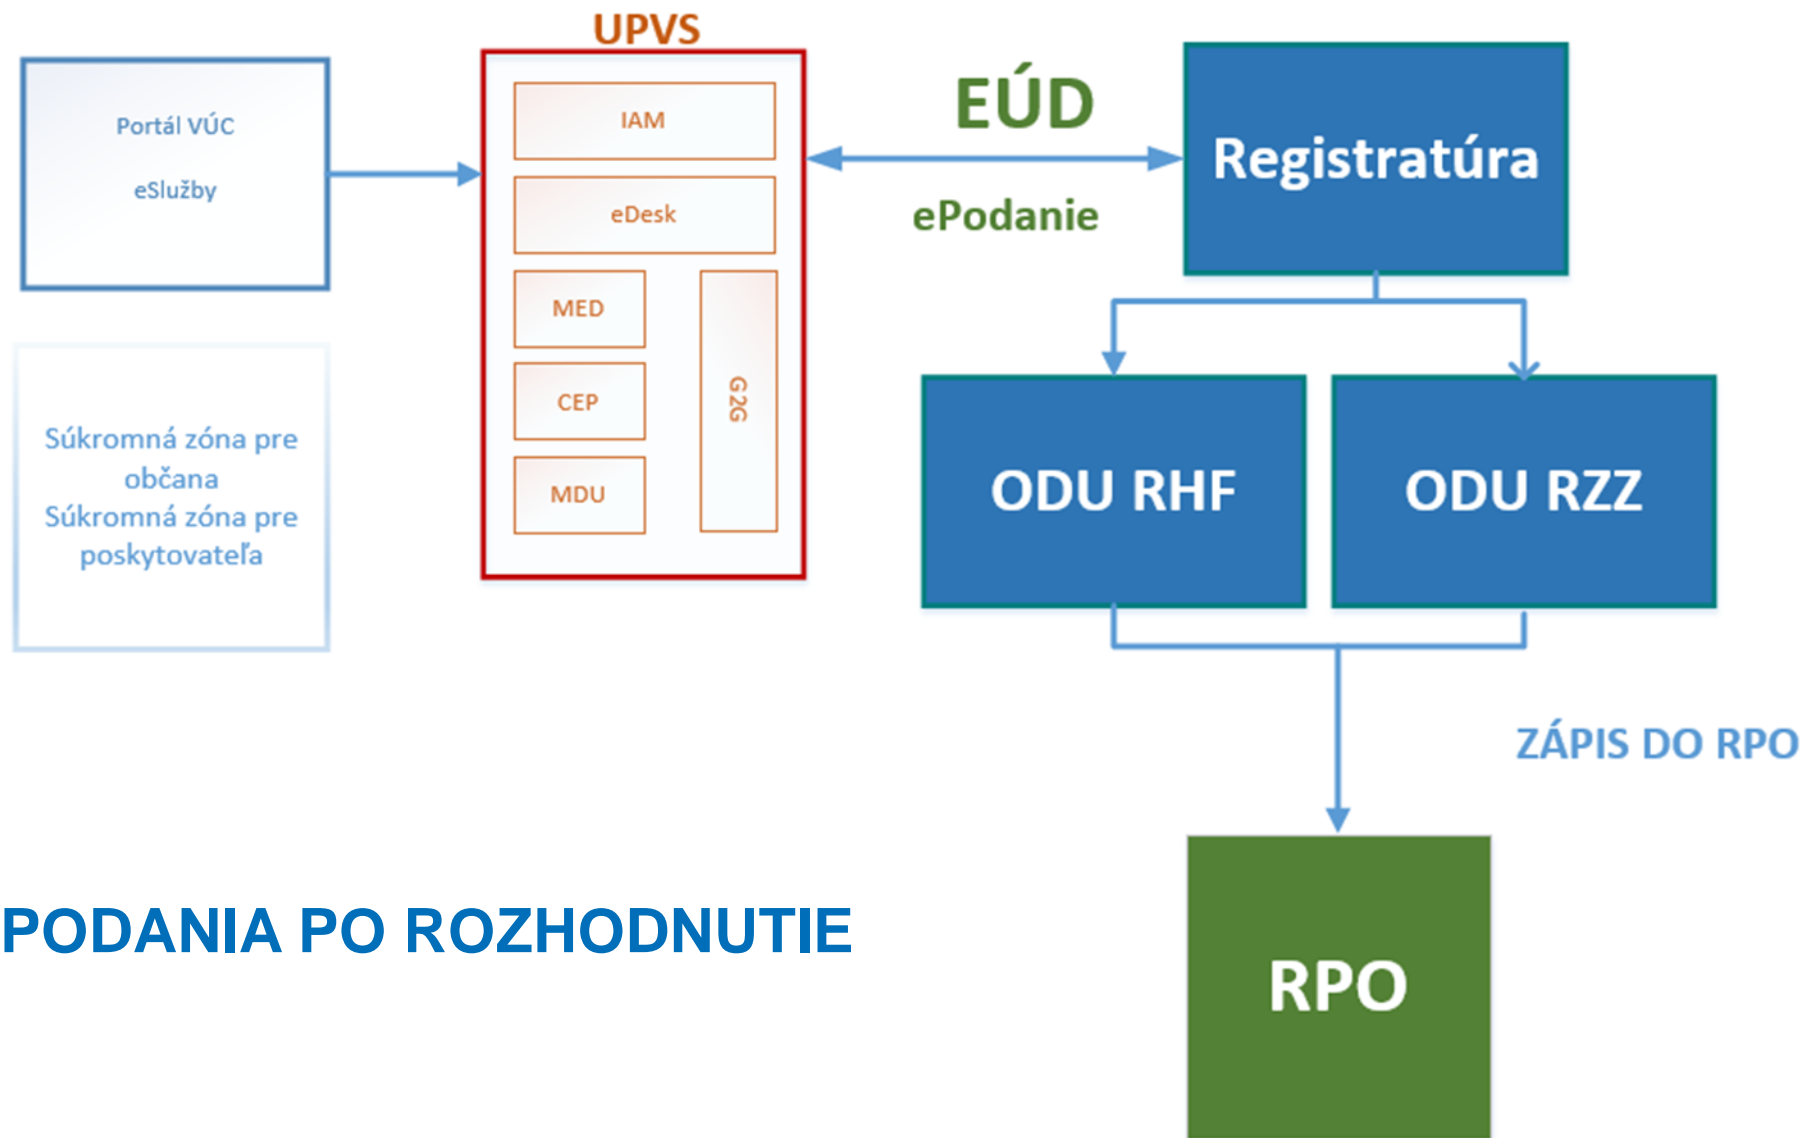 UPVS
Portál VÚC
eSlužby
Súkromná zóna pre
občana
Súkromná zóna pre
poskytovateľa
IAM
eDesk
MED
CEP
MDU
G2G
EÚD
ePodanie
Registratúra
ODU RHF
ODU RZZ
ZÁPIS DO RPO
RPO
PODANIA PO ROZHODNUTIE